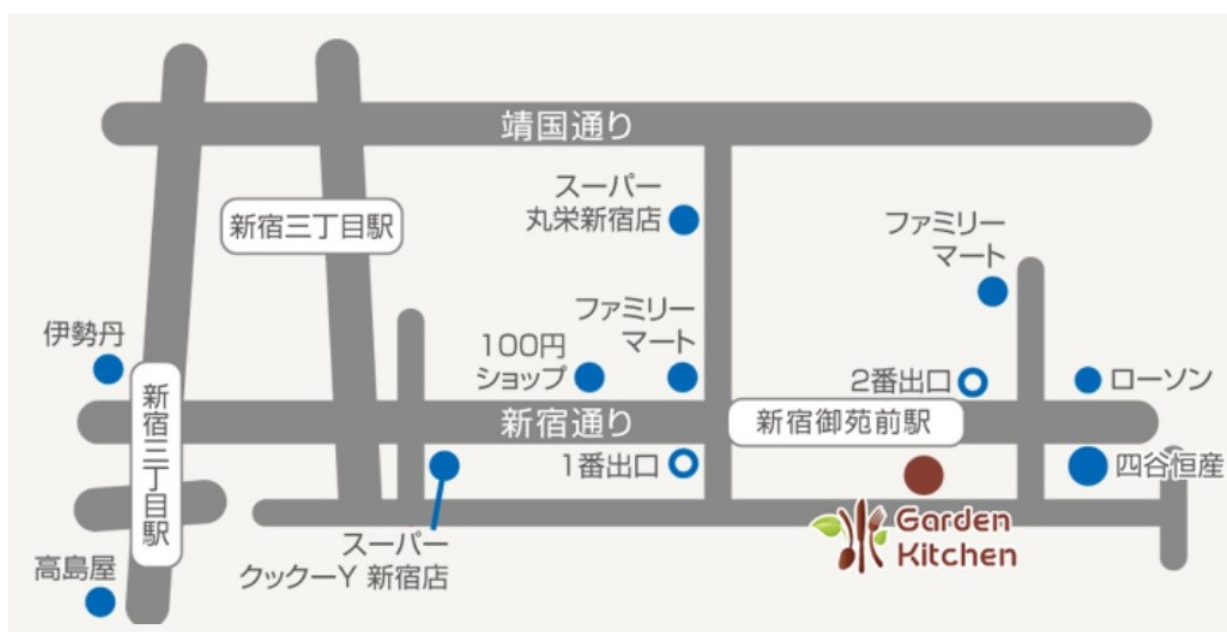 靖国通り
スーパー
丸栄新宿店
新宿三丁目駅
ファミリー
マート
伊勢丹
100円
ショップ
ファミリー
マート
2番出口
ローソン
新宿三丁目駅
新宿通り
新宿御苑前駅
1番出口
四谷恒産
スーパー
クックーY 新宿店
Garden
Kitchen
高島屋